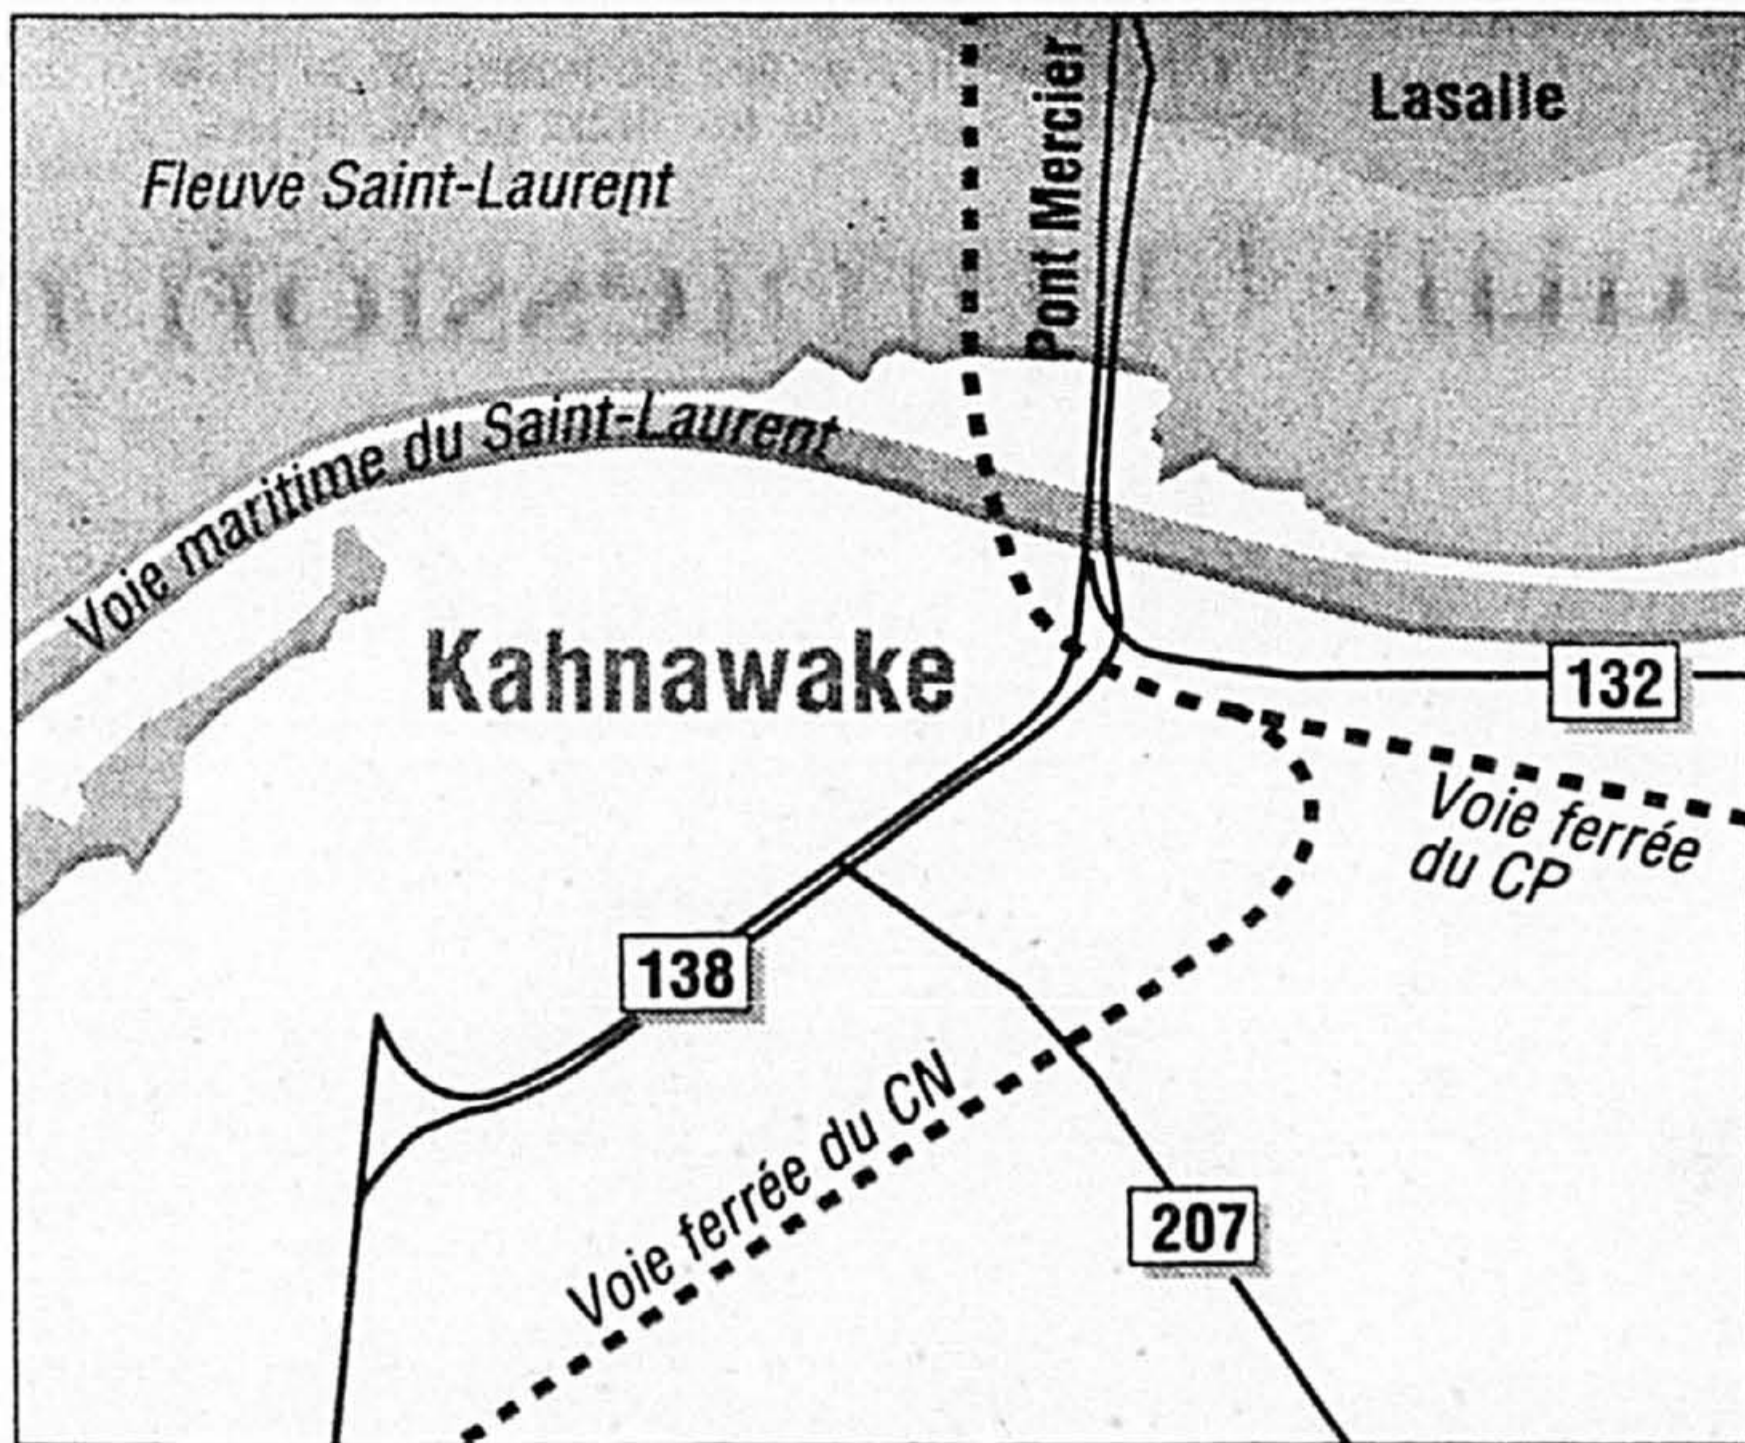 Lasalle
Fleuve Saint-Laurent
Pont Mercier
Voie maritime du Saint-Laurent
Kahnawake
132
Voie ferrée
du CP
138
Voie ferrée du CN
207